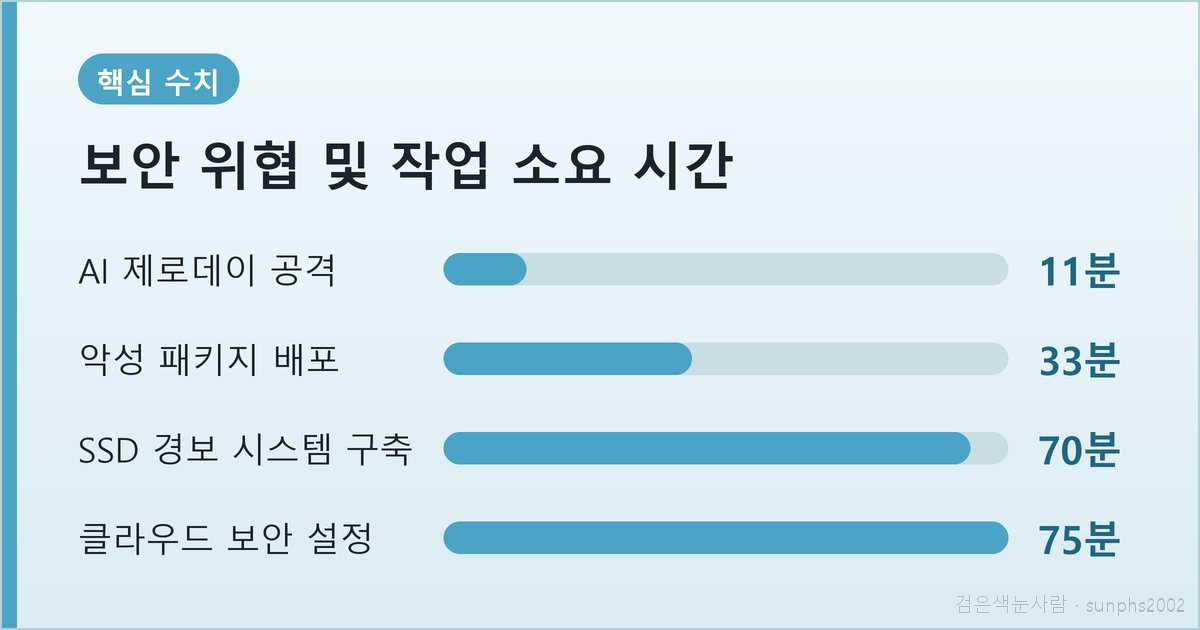 핵심 수치
보안 위협 및 작업 소요 시간
AI 제로데이 공격 11분
악성 패키지 배포 33분
SSD 경보 시스템 구축 70분
클라우드 보안 설정 75분
검은색눈사람 · sunphs2002